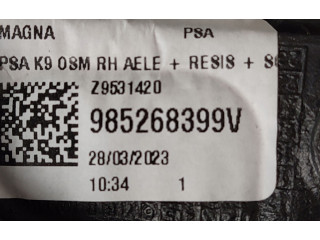 MAGNA PSA
PSA K9 OSM RH AELE + RESIS +
Z9531420
985268399V
28/03/2023
10:34 1